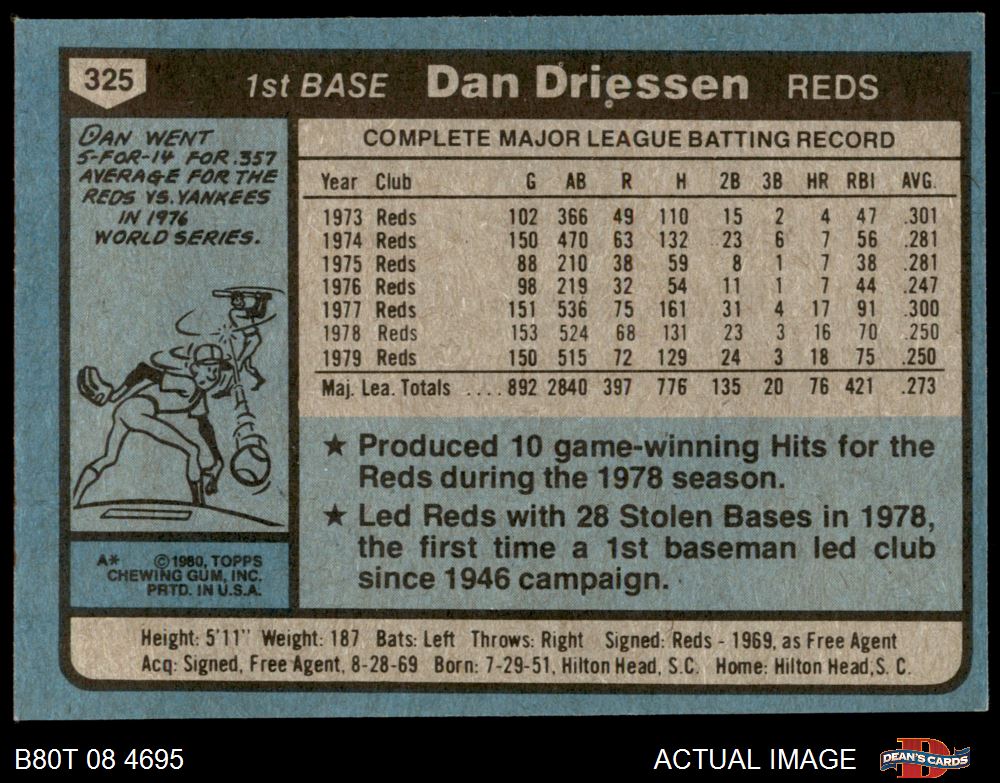 325 1st BASE Dan Driessen REDS
DAN WENT
5-FOR-14 FOR .357
AVERAGE FOR THE
REDS VS. YANKEES
IN 1976
WORLD SERIES.
COMPLETE MAJOR LEAGUE BATTING RECORD
Year Club G AB R H 2B 3B HR RBI AVG.
1973 Reds 102 366 49 110 15 2 4 47 .301
1974 Reds 150 470 63 132 23 6 7 56 .281
1975 Reds 88 210 38 59 8 1 7 38 .281
1976 Reds 98 219 32 54 11 1 7 44 .247
1977 Reds 151 536 75 161 31 4 17 91 .300
1978 Reds 153 524 68 131 23 3 16 70 .250
1979 Reds 150 515 72 129 24 3 18 75 .250
Maj. Lea. Totals .... 892 2840 397 776 135 20 76 421 .273
★ Produced 10 game-winning Hits for the
Reds during the 1978 season.
★ Led Reds with 28 Stolen Bases in 1978,
the first time a 1st baseman led club
since 1946 campaign.
A* ©1980, TOPPS
CHEWING GUM, INC.
PRTD. IN U.S.A.
Height: 5'11" Weight: 187 Bats: Left Throws: Right Signed: Reds - 1969, as Free Agent
Acq: Signed, Free Agent, 8-28-69 Born: 7-29-51, Hilton Head, S.C. Home: Hilton Head, S. C.
B80T 08 4695 ACTUAL IMAGE DEAN'S CARDS